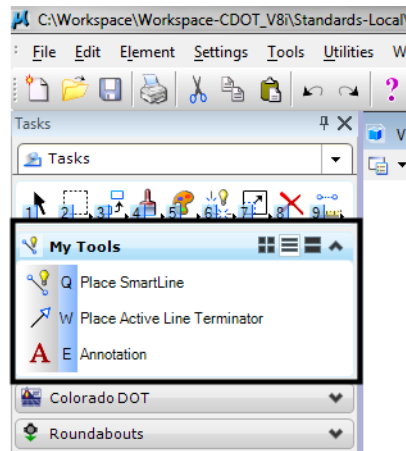 C:\Workspace\Workspace-CDOT_V8i\Standards-Local\
File Edit Element Settings Tools Utilities W
Tasks
V
Tasks
1 2 3 4 5 6 7 8 9
My Tools
Q Place SmartLine
W Place Active Line Terminator
E Annotation
Colorado DOT
Roundabouts